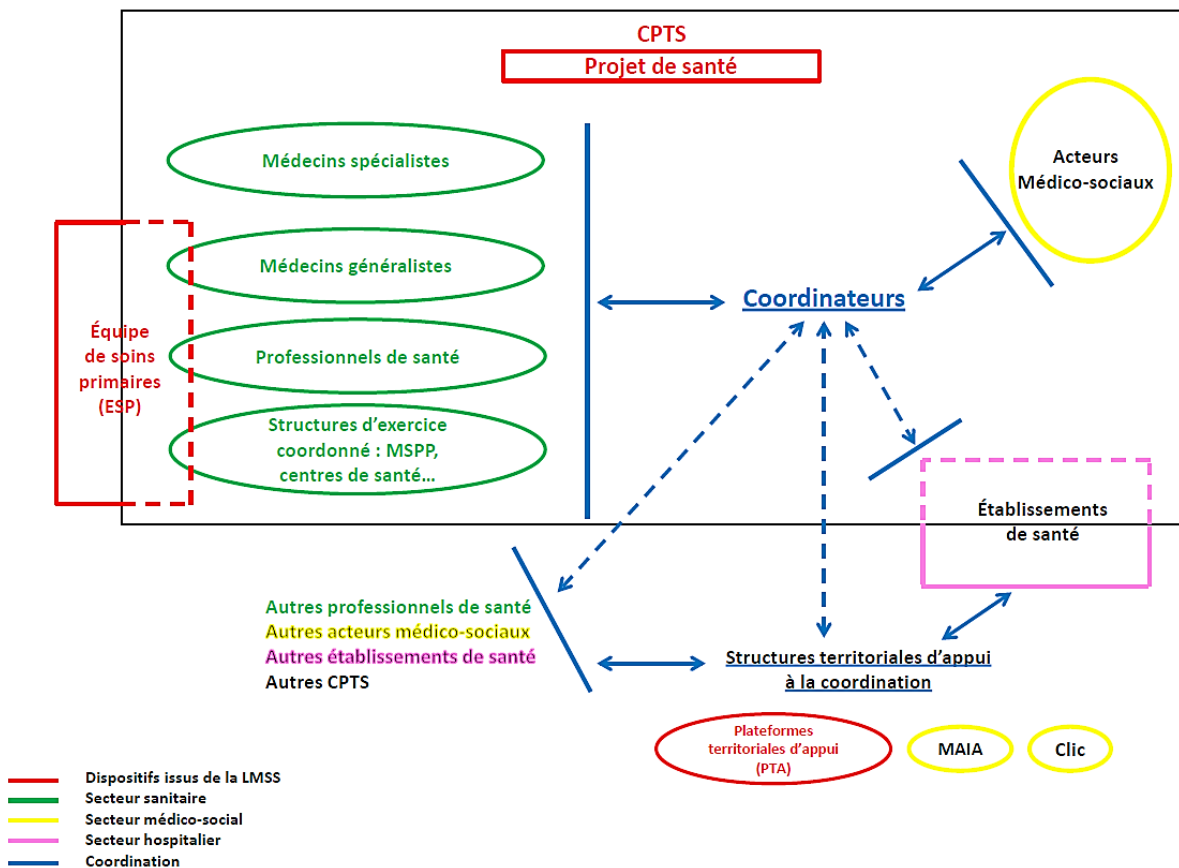 CPTS
Projet de santé
Médecins spécialistes
Acteurs
Médico-sociaux
Médecins généralistes
Coordinateurs
Équipe
de soins
primaires
(ESP)
Professionnels de santé
Structures d’exercice
coordonné : MSPP,
centres de santé…
Établissements
de santé
Autres professionnels de santé
Autres acteurs médico-sociaux
Autres établissements de santé
Autres CPTS
Structures territoriales d’appui
à la coordination
Plateformes
territoriales d’appui
(PTA)
MAIA
Clic
Dispositifs issus de la LMSS
Secteur sanitaire
Secteur médico-social
Secteur hospitalier
Coordination